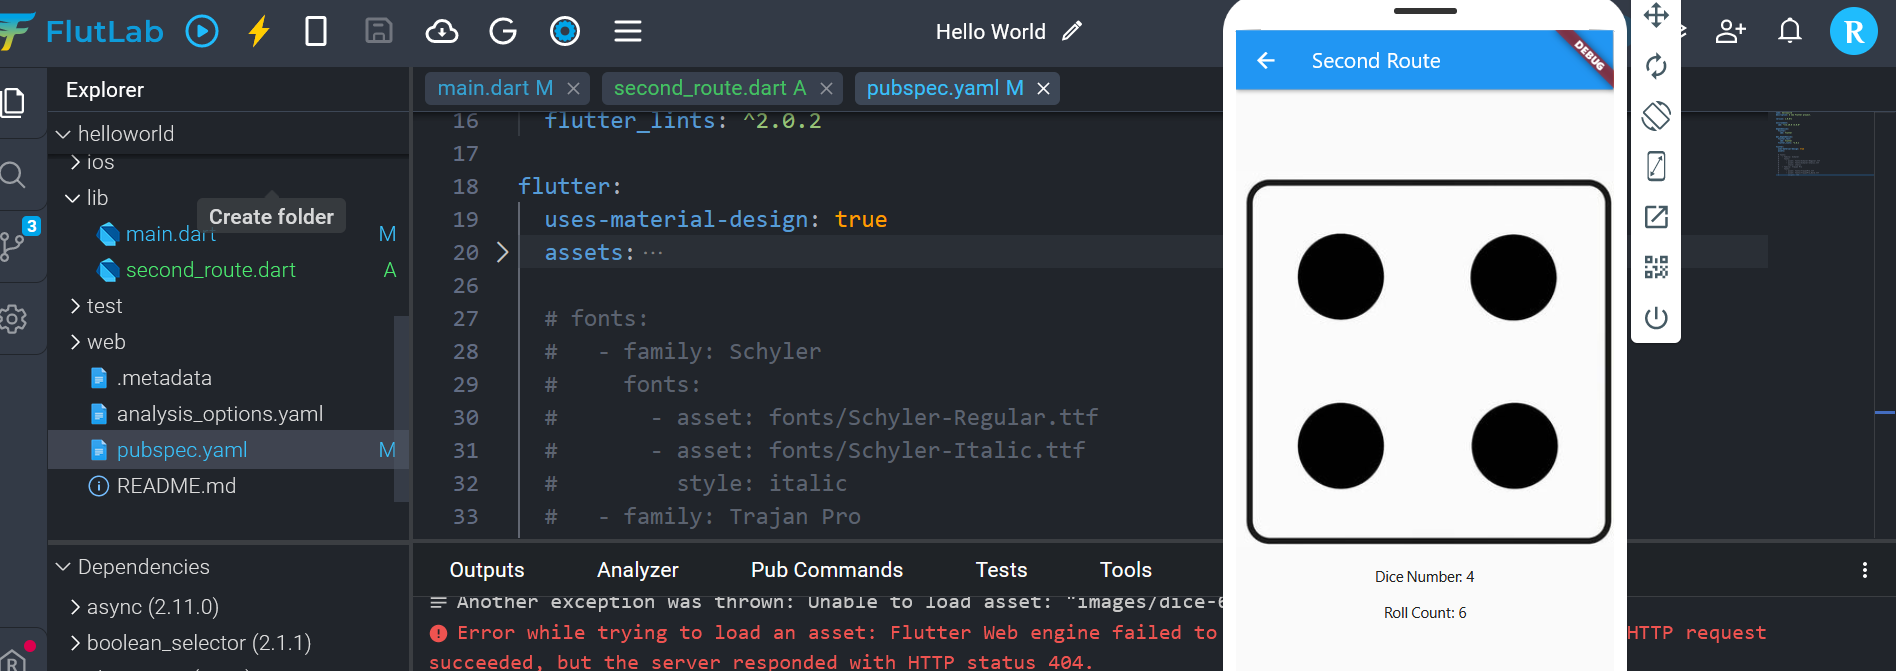 FlutLab
Hello World
R
Explorer
helloworld
ios
lib
Create folder
main.dart M
second_route.dart A
test
web
.metadata
analysis_options.yaml
pubspec.yaml M
README.md
3
Dependencies
async (2.11.0)
boolean_selector (2.1.1)
R
main.dart M
second_route.dart A
pubspec.yaml M
16 flutter_lints: ^2.0.2
17
18 flutter:
19 uses-material-design: true
20 assets: ···
26
27 # fonts:
28 # - family: Schyler
29 # fonts:
30 # - asset: fonts/Schyler-Regular.ttf
31 # - asset: fonts/Schyler-Italic.ttf
32 # style: italic
33 # - family: Trajan Pro
Outputs Analyzer Pub Commands Tests Tools
Another exception was thrown: Unable to load asset: "images/dice-
Error while trying to load an asset: Flutter Web engine failed to HTTP request
succeeded, but the server responded with HTTP status 404.
Second Route
DEBUG
Dice Number: 4
Roll Count: 6